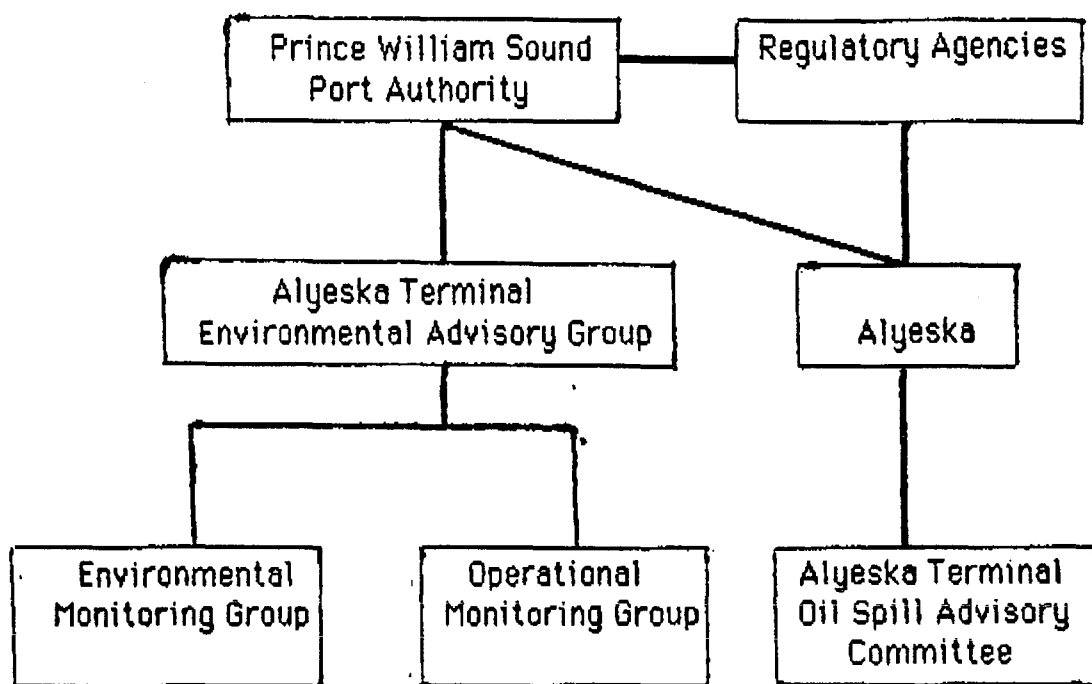 Prince William Sound
Port Authority
Regulatory Agencies
Alyeska Terminal
Environmental Advisory Group
Alyeska
Environmental
Monitoring Group
Operational
Monitoring Group
Alyeska Terminal
Oil Spill Advisory
Committee